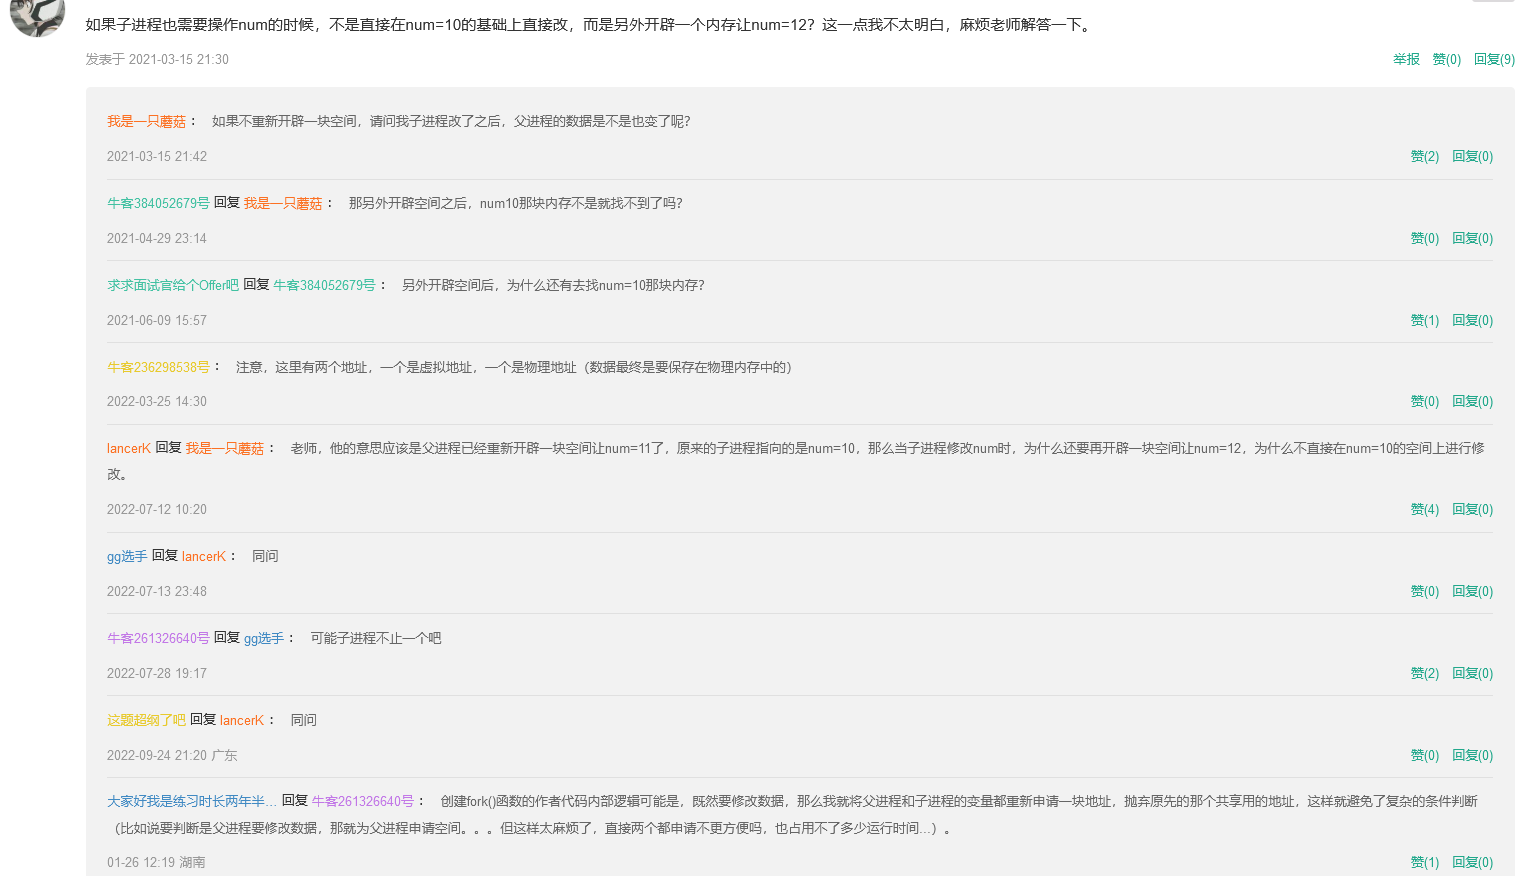 如果子进程也需要操作num的时候，不是直接在num=10的基础上直接改，而是另外开辟一个内存让num=12？这一点我不太明白，麻烦老师解答一下。
发表于 2021-03-15 21:30 举报 赞(0) 回复(9)
我是一只蘑菇： 如果不重新开辟一块空间，请问我子进程改了之后，父进程的数据是不是也变了呢？
2021-03-15 21:42 赞(2) 回复(0)
牛客384052679号 回复 我是一只蘑菇： 那另外开辟空间之后，num10那块内存不是就找不到了吗？
2021-04-29 23:14 赞(0) 回复(0)
求求面试官给个Offer吧 回复 牛客384052679号： 另外开辟空间后，为什么还有去找num=10那块内存？
2021-06-09 15:57 赞(1) 回复(0)
牛客236298538号： 注意，这里有两个地址，一个是虚拟地址，一个是物理地址（数据最终是要保存在物理内存中的）
2022-03-25 14:30 赞(0) 回复(0)
lancerK 回复 我是一只蘑菇： 老师，他的意思应该是父进程已经重新开辟一块空间让num=11了，原来的子进程指向的是num=10，那么当子进程修改num时，为什么还要再开辟一块空间让num=12，为什么不直接在num=10的空间上进行修
改。
2022-07-12 10:20 赞(4) 回复(0)
gg选手 回复 lancerK： 同问
2022-07-13 23:48 赞(0) 回复(0)
牛客261326640号 回复 gg选手： 可能子进程不止一个吧
2022-07-28 19:17 赞(2) 回复(0)
这题超纲了吧 回复 lancerK： 同问
2022-09-24 21:20 广东 赞(0) 回复(0)
大家好我是练习时长两年半... 回复 牛客261326640号： 创建fork()函数的作者代码内部逻辑可能是，既然要修改数据，那么我就将父进程和子进程的变量都重新申请一块地址，抛弃原先的那个共享用的地址，这样就避免了复杂的条件判断
（比如说要判断是父进程要修改数据，那就为父进程申请空间。。。但这样太麻烦了，直接两个都申请不更方便吗，也占用不了多少运行时间...）。
01-26 12:19 湖南 赞(1) 回复(0)